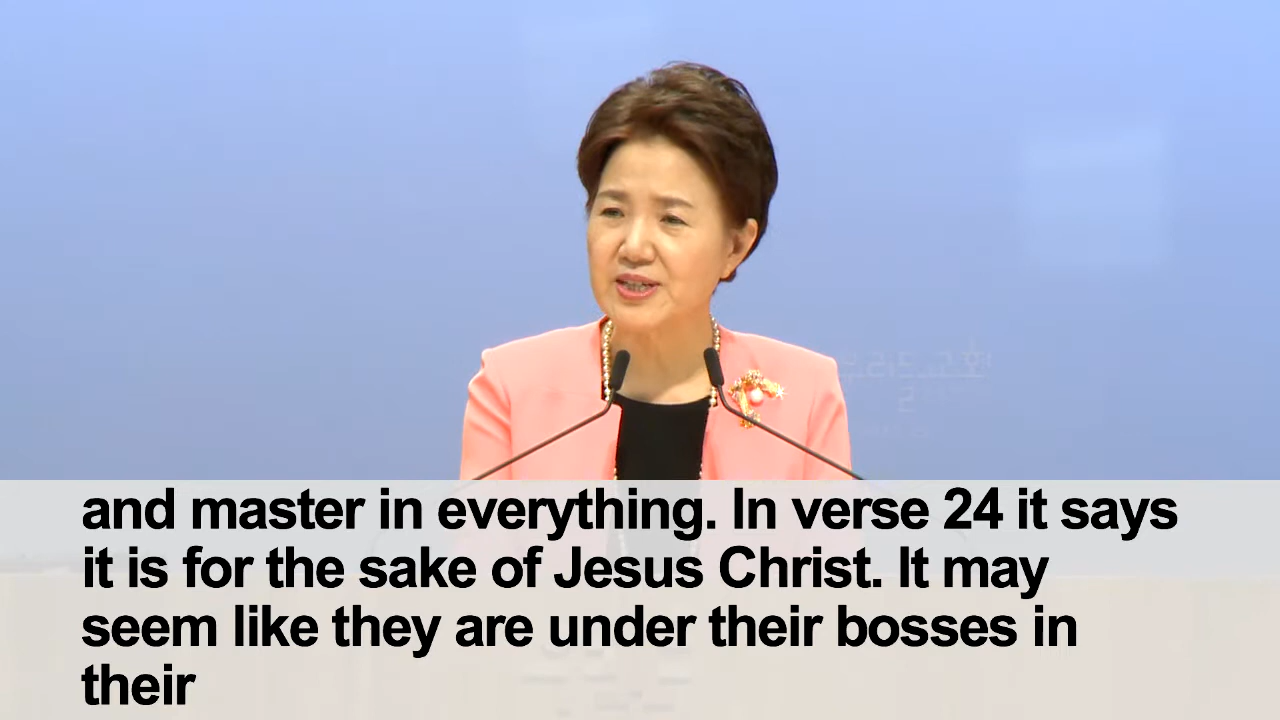 and master in everything. In verse 24 it says
it is for the sake of Jesus Christ. It may
seem like they are under their bosses in
their